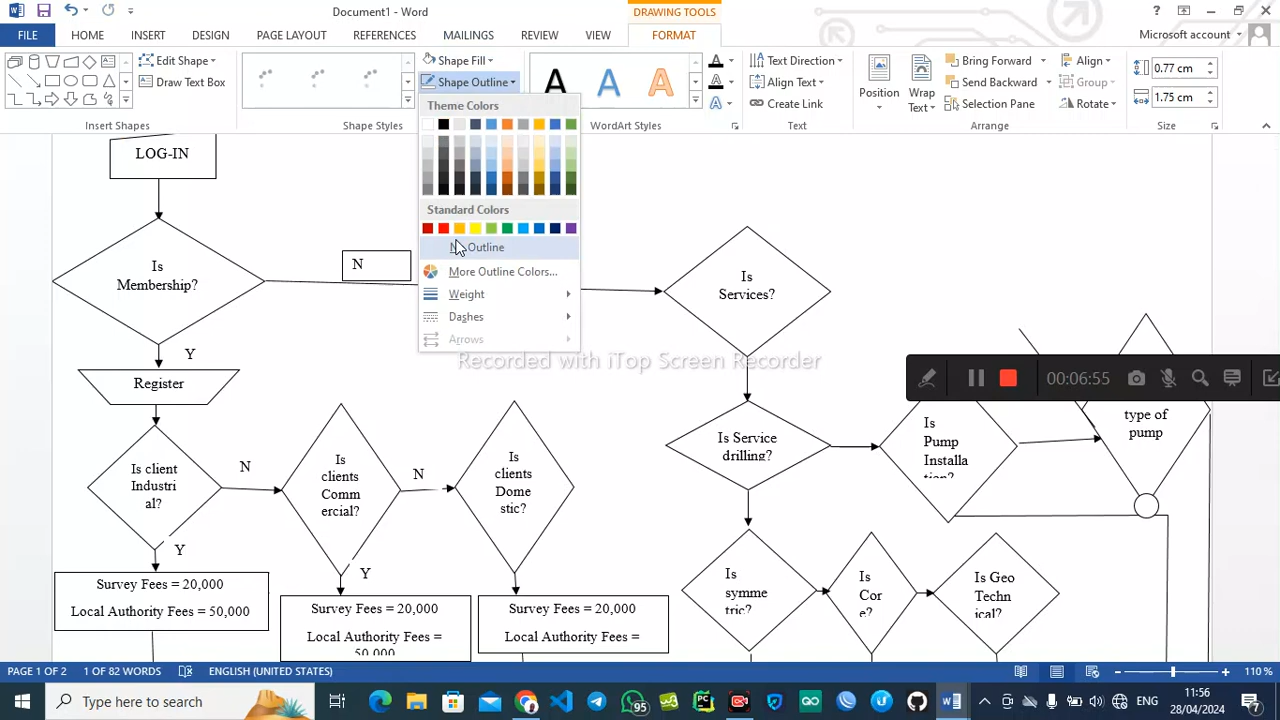 Document1 - Word
DRAWING TOOLS
?
FILE
HOME
INSERT
DESIGN
PAGE LAYOUT
REFERENCES
MAILINGS
REVIEW
VIEW
FORMAT
Microsoft account
Edit Shape
Draw Text B
Insert Shapes
Shape Styles
Shape Fill
Shape Outline
A A A
WordArt Styles
Text Direction
Align Text
Create Link
Text
Position
Wrap
Text
Bring Forward
Send Backward
Selection Pane
Align
Group
Rotate
Arrange
0.77 cm
1.75 cm
Size
Theme Colors
Standard Colors
No Outline
More Outline Colors...
Weight
Dashes
Arrows
LOG-IN
Is
Membership?
N
Is
Services?
Y
Register
Recorded with iTop Screen Recorder
00:06:55
Is client
Industri
al?
N
Is
clients
Comm
ercial?
N
Is
clients
Dome
stic?
Is Service
drilling?
Is
Pump
Installa
tion?
type of
pump
Y
Y
Survey Fees = 20,000
Local Authority Fees = 50,000
Survey Fees = 20,000
Local Authority Fees =
50,000
Survey Fees = 20,000
Local Authority Fees =
Is
symme
tric?
Is
Cor
e?
Is Geo
Techn
ical?
PAGE 1 OF 2
1 OF 82 WORDS
ENGLISH (UNITED STATES)
110 %
Type here to search
95
ENG
11:56
28/04/2024
7